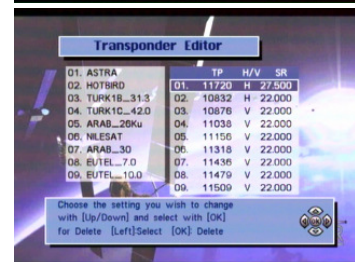 Transponder Editor
01. ASTRA
02. HOTBIRD
03. TURK1B_31.3
04. TURK1C_42.0
05. ARAB_26Ku
06. NILESAT
07. ARAB_30
08. EUTEL_7.0
09. EUTEL_10.0
TP H/V SR
01. 11720 H 27.500
02. 10832 H 22.000
03. 10876 V 22.000
04. 11038 V 22.000
05. 11156 V 22.000
06. 11318 V 22.000
07. 11436 V 22.000
08. 11479 V 22.000
09. 11509 V 22.000
Choose the setting you wish to change
with [Up/Down] and select with [OK]
for Delete [Left]:Select [OK]: Delete
OK